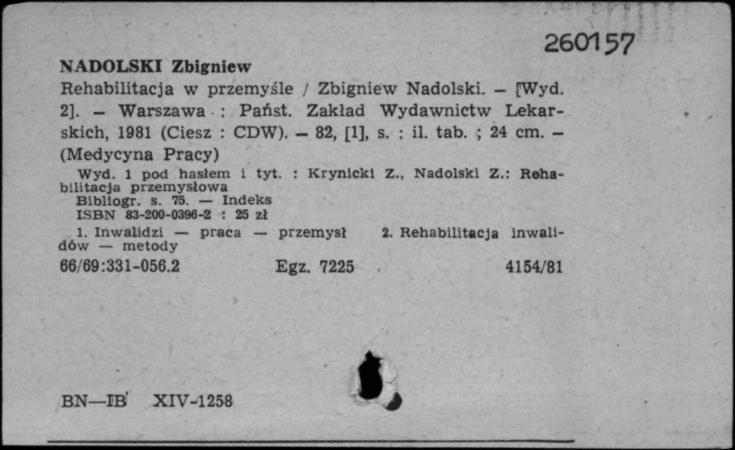 260157
NADOLSKI Zbigniew
Rehabilitacja w przemyśle / Zbigniew Nadolski. — [Wyd.
2]. — Warszawa : Państ. Zakład Wydawnictw Lekar-
skich, 1981 (Ciesz : CDW). — 82, [1], s. : il. tab. ; 24 cm. —
(Medycyna Pracy)
Wyd. 1 pod hasłem i tyt. : Krynicki Z., Nadolski Z.: Reha-
bilitacja przemysłowa
Bibliogr. s. 75. — Indeks
ISBN 83-200-0396-2 : 25 zł
1. Inwalidzi — praca — przemysł 2. Rehabilitacja inwali-
dów — metody
66/69:331-056.2 Egz. 7225 4154/81
BN—IB XIV-1258